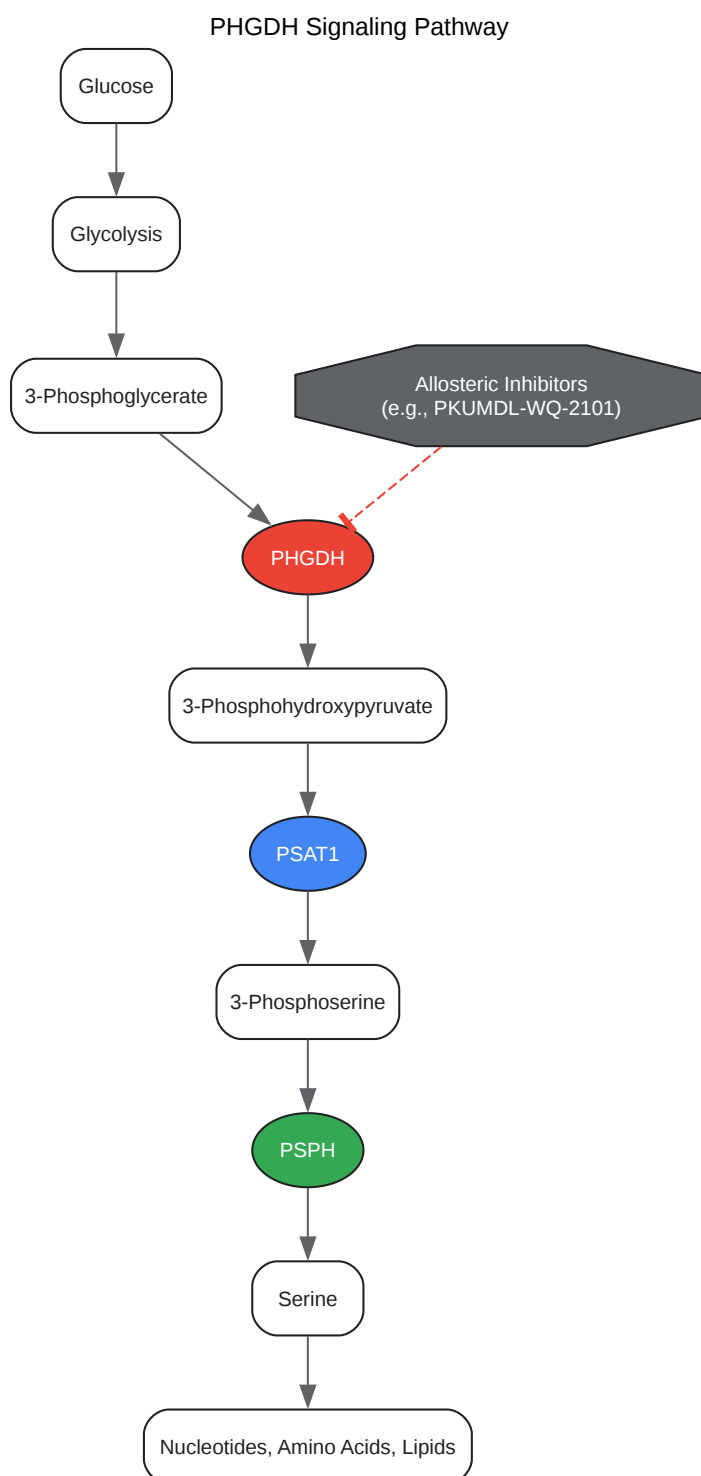 PHGDH Signaling Pathway
Glucose
Glycolysis
3-Phosphoglycerate
Allosteric Inhibitors
(e.g., PKUMDL-WQ-2101)
PHGDH
3-Phosphohydroxypyruvate
PSAT1
3-Phosphoserine
PSPH
Serine
Nucleotides, Amino Acids, Lipids